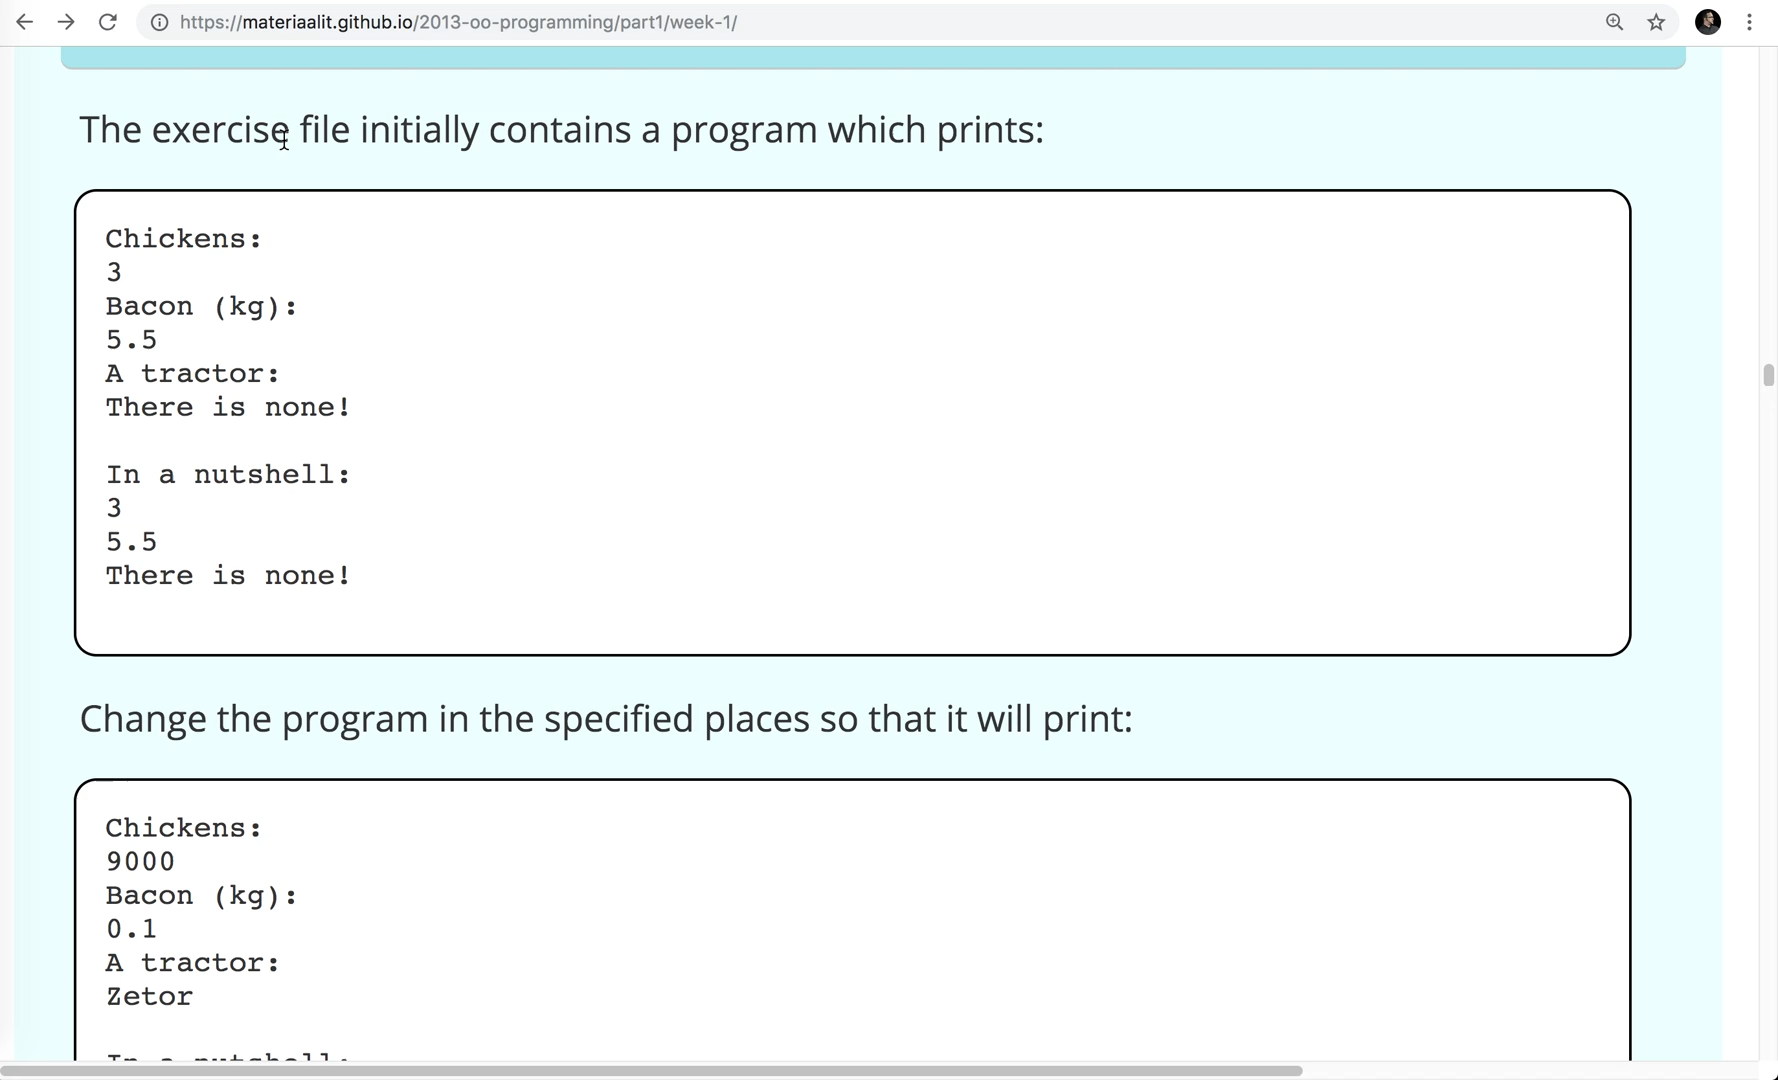 https://materiaalit.github.io/2013-oo-programming/part1/week-1/
The exercise file initially contains a program which prints:
Chickens:
3
Bacon (kg):
5.5
A tractor:
There is none!
In a nutshell:
3
5.5
There is none!
Change the program in the specified places so that it will print:
Chickens:
9000
Bacon (kg):
0.1
A tractor:
Zetor
In a nutshell: